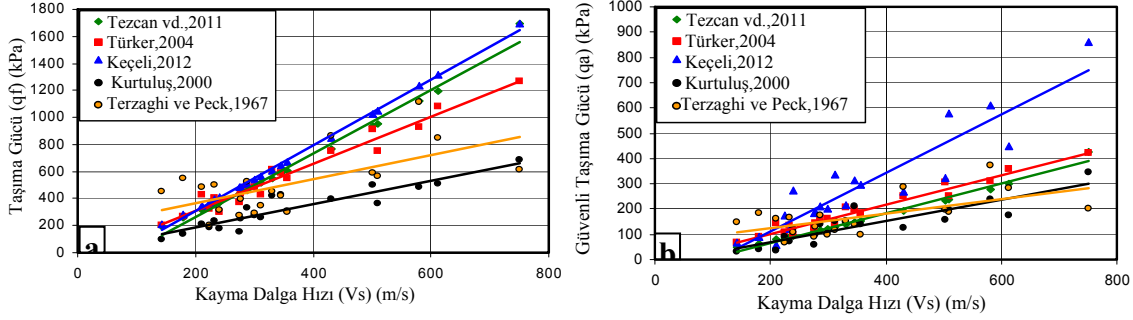 Taşıma Gücü (qf) (kPa)
1800
1600
1400
1200
1000
800
600
400
200
0
Tezcan vd.,2011
Türker,2004
Keçeli,2012
Kurtuluş,2000
Terzaghi ve Peck,1967
a
0
200
400
600
800
Kayma Dalga Hızı (Vs) (m/s)
Güvenli Taşıma Gücü (qa) (kPa)
1000
900
800
700
600
500
400
300
200
100
0
Tezcan vd.,2011
Türker,2004
Keçeli,2012
Kurtuluş,2000
Terzaghi ve Peck,1967
b
0
200
400
600
800
Kayma Dalga Hızı (Vs) (m/s)